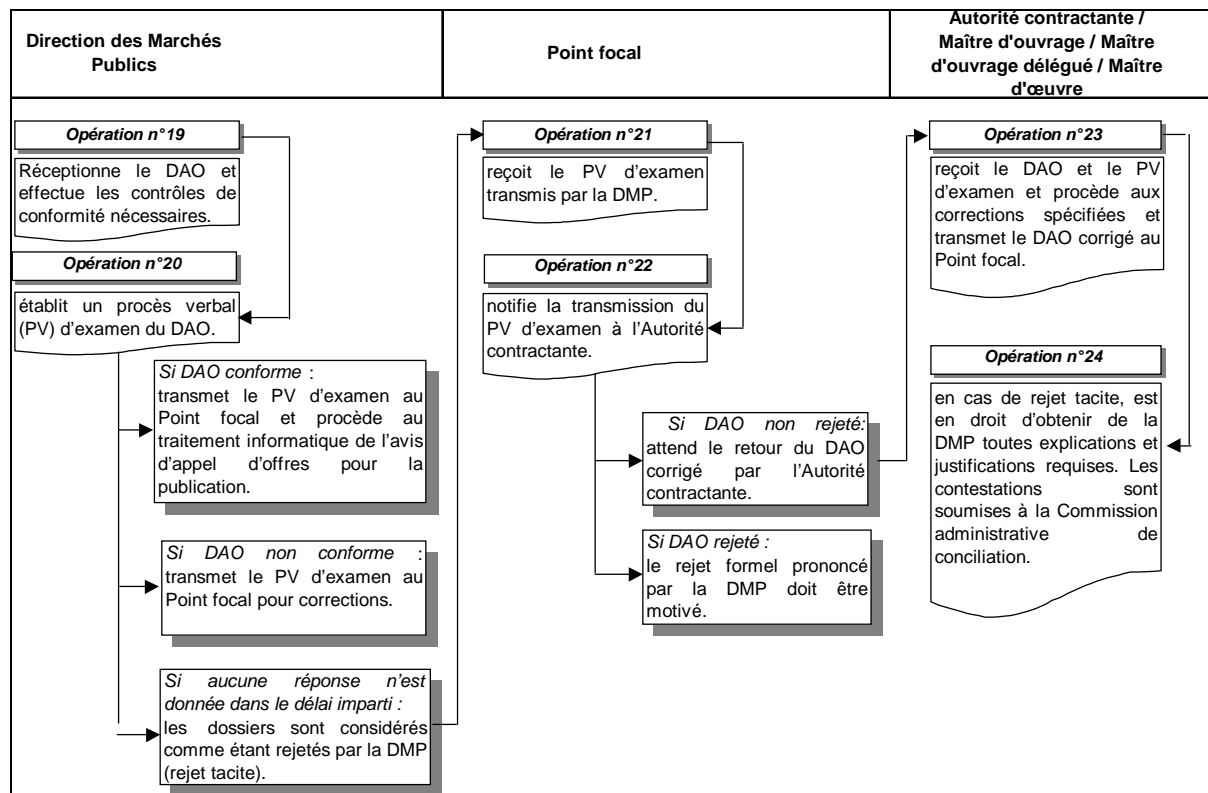 Direction des Marchés
Publics
Point focal
Autorité contractante /
Maître d'ouvrage / Maître
d'ouvrage délégué / Maître
d'œuvre
Opération n°19
Réceptionne le DAO et
effectue les contrôles de
conformité nécessaires.
Opération n°20
établit un procès verbal
(PV) d'examen du DAO.
Si DAO conforme :
transmet le PV d'examen au
Point focal et procède au
traitement informatique de l'avis
d'appel d'offres pour la
publication.
Si DAO non conforme :
transmet le PV d'examen au
Point focal pour corrections.
Si aucune réponse n'est
donnée dans le délai imparti :
les dossiers sont considérés
comme étant rejetés par la DMP
(rejet tacite).
Opération n°21
reçoit le PV d'examen
transmis par la DMP.
Opération n°22
notifie la transmission du
PV d'examen à l'Autorité
contractante.
Si DAO non rejeté:
attend le retour du DAO
corrigé par l'Autorité
contractante.
Si DAO rejeté :
le rejet formel prononcé
par la DMP doit être
motivé.
Opération n°23
reçoit le DAO et le PV
d'examen et procède aux
corrections spécifiées et
transmet le DAO corrigé au
Point focal.
Opération n°24
en cas de rejet tacite, est
en droit d'obtenir de la
DMP toutes explications et
justifications requises. Les
contestations sont
soumises à la Commission
administrative de
conciliation.